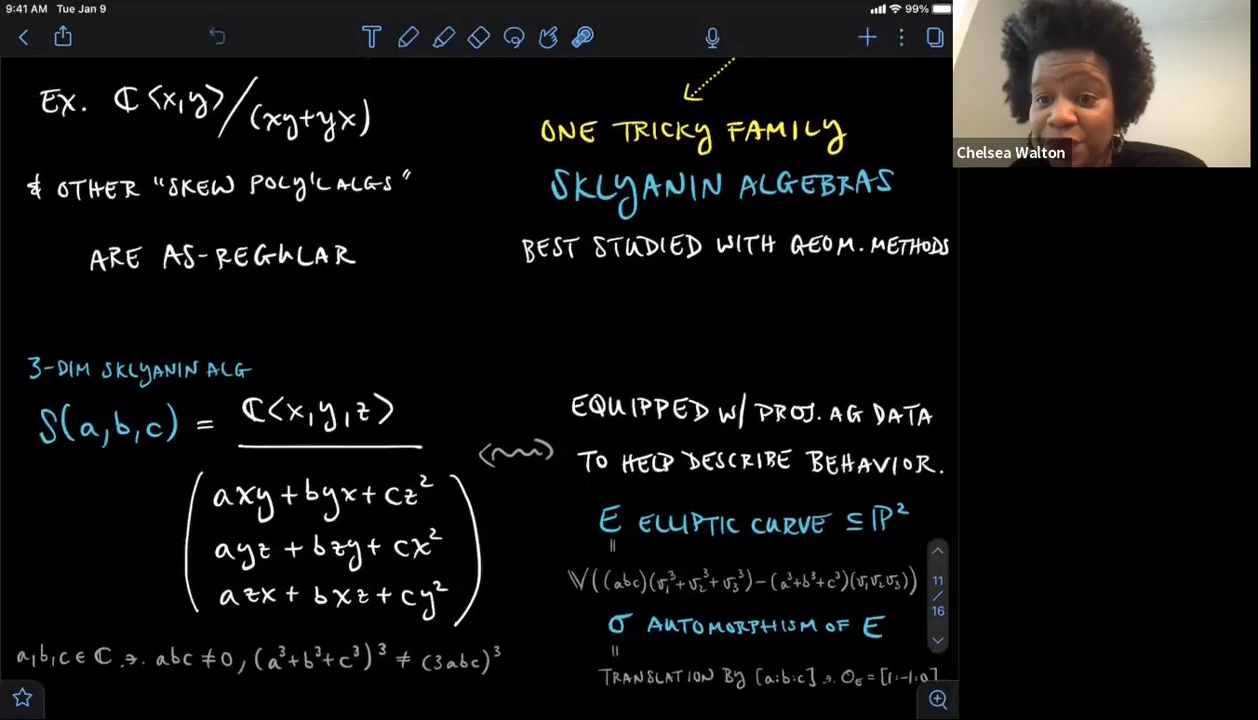 9:41 AM Tue Jan 9
99%
Ex. ℂ<x,y>/(xy+yx)
& OTHER "SKEW POLY'L ALGS"
ARE AS-REGULAR
ONE TRICKY FAMILY
SKLYANIN ALGEBRAS
BEST STUDIED WITH GEOM. METHODS
Chelsea Walton
3-DIM SKLYANIN ALG
S(a,b,c) = ℂ<x,y,z>
axy + byx + cz²
ayz + bzy + cx²
azx + bxz + cy²
a,b,c ∈ ℂ ∋. abc ≠ 0, (a³+b³+c³)³ ≠ (3abc)³
EQUIPPED W/ PROJ. AG DATA
TO HELP DESCRIBE BEHAVIOR.
E ELLIPTIC CURVE ⊆ ℙ²
||
𝕍((abc)(v₁³+v₂³+v₃³)-(a³+b³+c³)(v₁v₂v₃))
σ AUTOMORPHISM OF E
||
TRANSLATION BY [a:b:c] ∋. O_E = [1:-1:0]
11
/
16